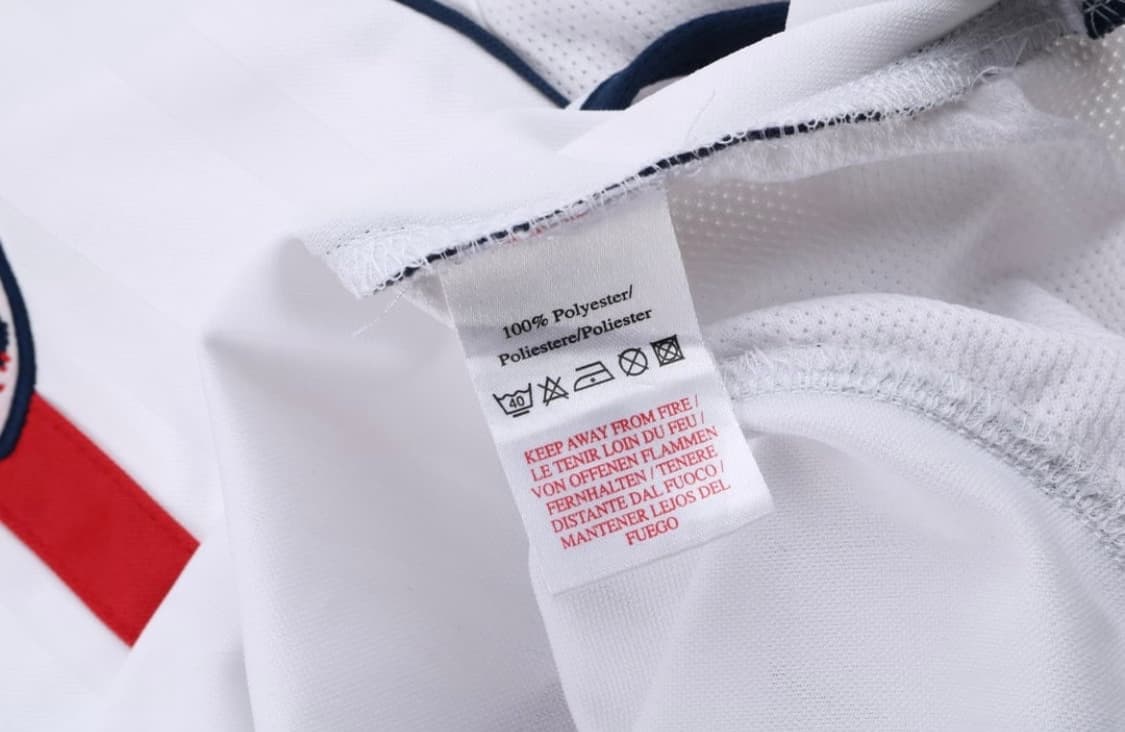 100% Polyester/
Poliestere/Poliester
40
KEEP AWAY FROM FIRE /
LE TENIR LOIN DU FEU /
VON OFFENEN FLAMMEN
FERNHALTEN / TENERE
DISTANTE DAL FUOCO /
MANTENER LEJOS DEL
FUEGO